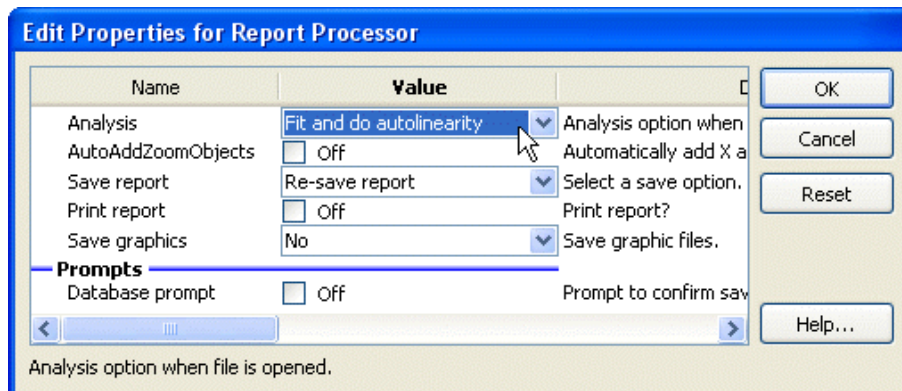 Edit Properties for Report Processor
Name Value D
Analysis Fit and do autolinearity Analysis option when
AutoAddZoomObjects Off Automatically add X a
Save report Re-save report Select a save option.
Print report Off Print report?
Save graphics No Save graphic files.
Prompts
Database prompt Off Prompt to confirm sav
Analysis option when file is opened.
OK
Cancel
Reset
Help...